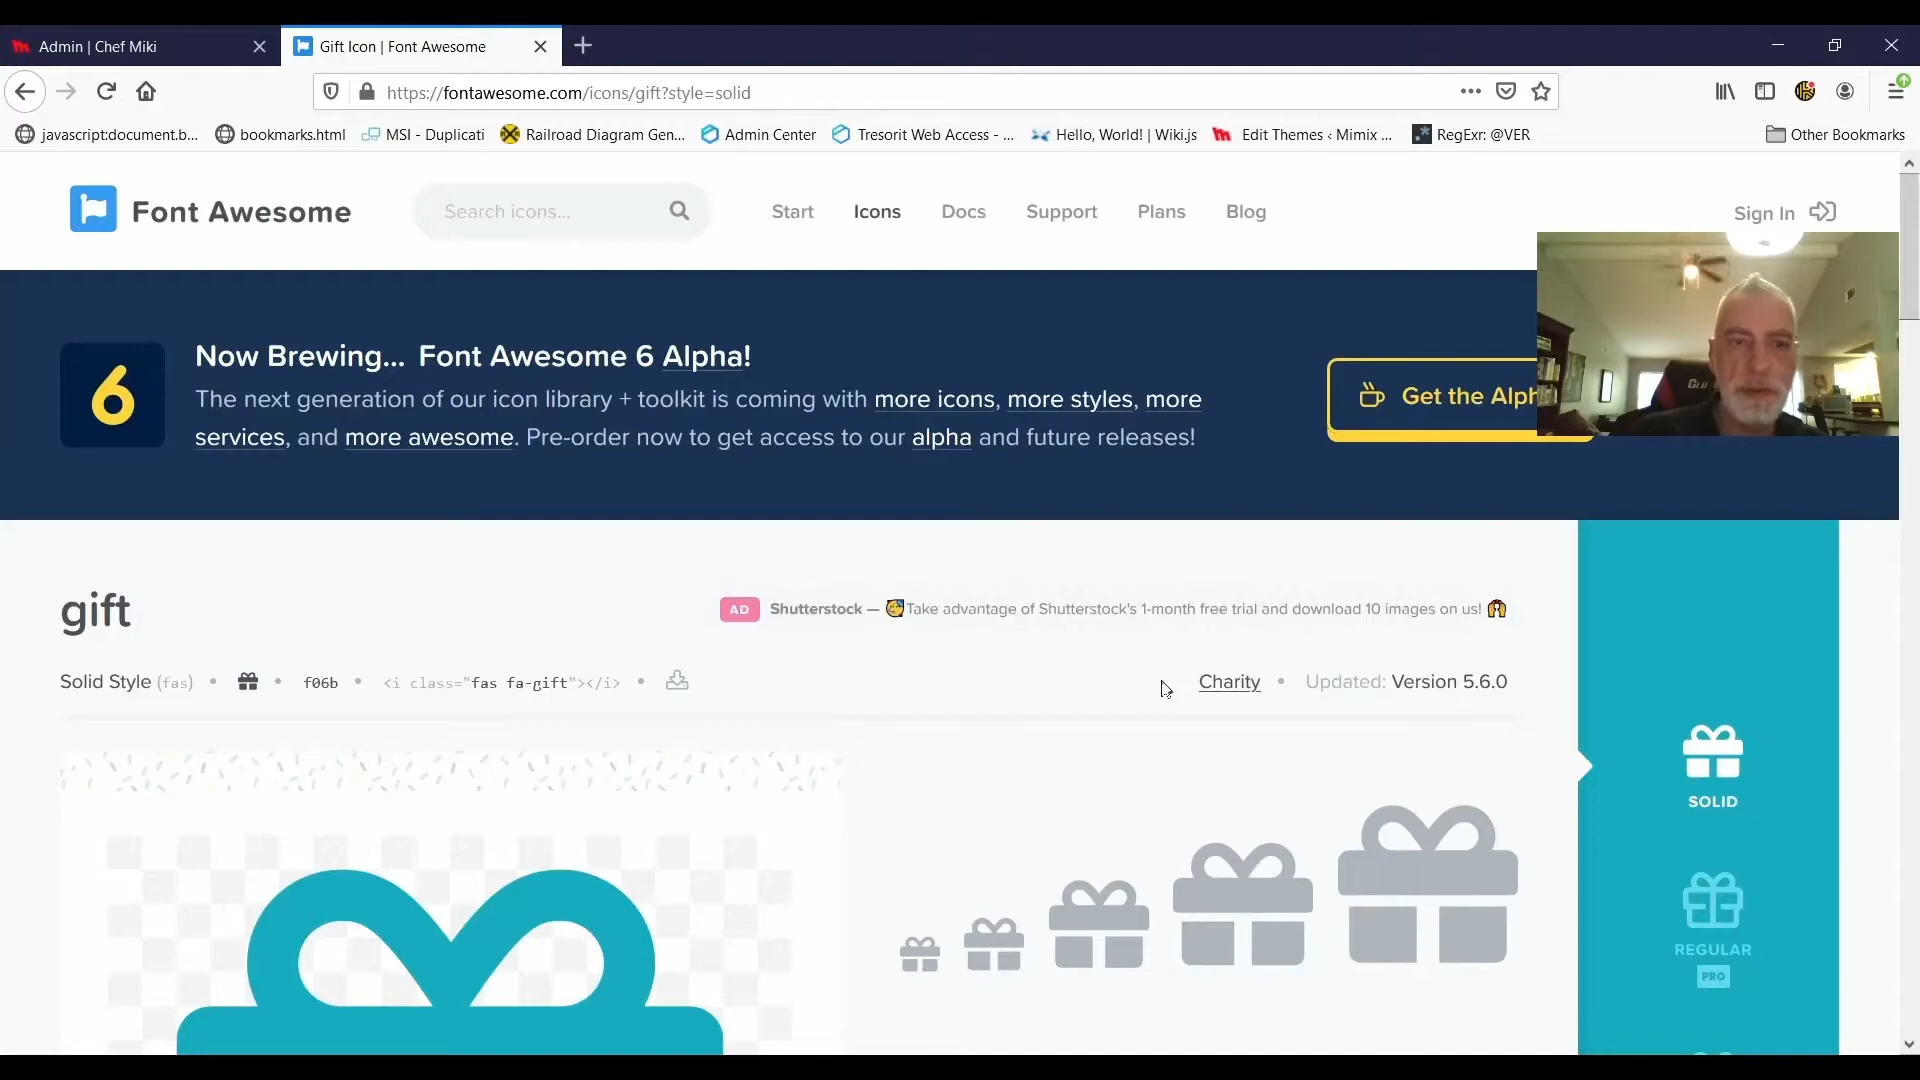 Admin | Chef Miki
Gift Icon | Font Awesome
https://fontawesome.com/icons/gift?style=solid
javascript:document.b...
bookmarks.html
MSI - Duplicati
Railroad Diagram Gen...
Admin Center
Tresorit Web Access - ...
Hello, World! | Wiki.js
Edit Themes ‹ Mimix ...
RegExr: @VER
Other Bookmarks
Font Awesome
Search icons...
Start
Icons
Docs
Support
Plans
Blog
Sign In
6
Now Brewing... Font Awesome 6 Alpha!
The next generation of our icon library + toolkit is coming with more icons, more styles, more
services, and more awesome. Pre-order now to get access to our alpha and future releases!
Get the Alph
gift
AD
Shutterstock — Take advantage of Shutterstock's 1-month free trial and download 10 images on us!
Solid Style (fas) • • f06b • <i class="fas fa-gift"></i> •
Charity • Updated: Version 5.6.0
SOLID
REGULAR
PRO